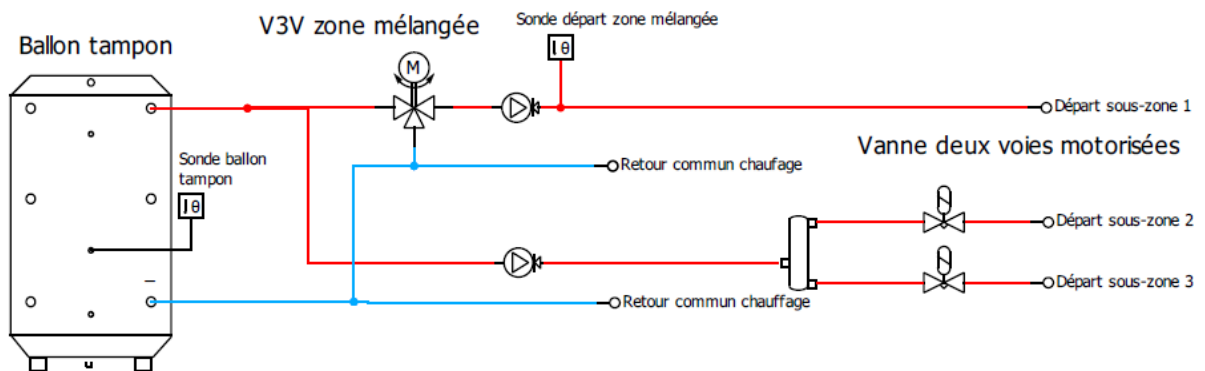 Sonde départ zone mélangée
V3V zone mélangée
Ballon tampon
M
θ
Départ sous-zone 1
Vanne deux voies motorisées
Sonde ballon
tampon
Retour commun chaufage
θ
Départ sous-zone 2
Départ sous-zone 3
Retour commun chauffage